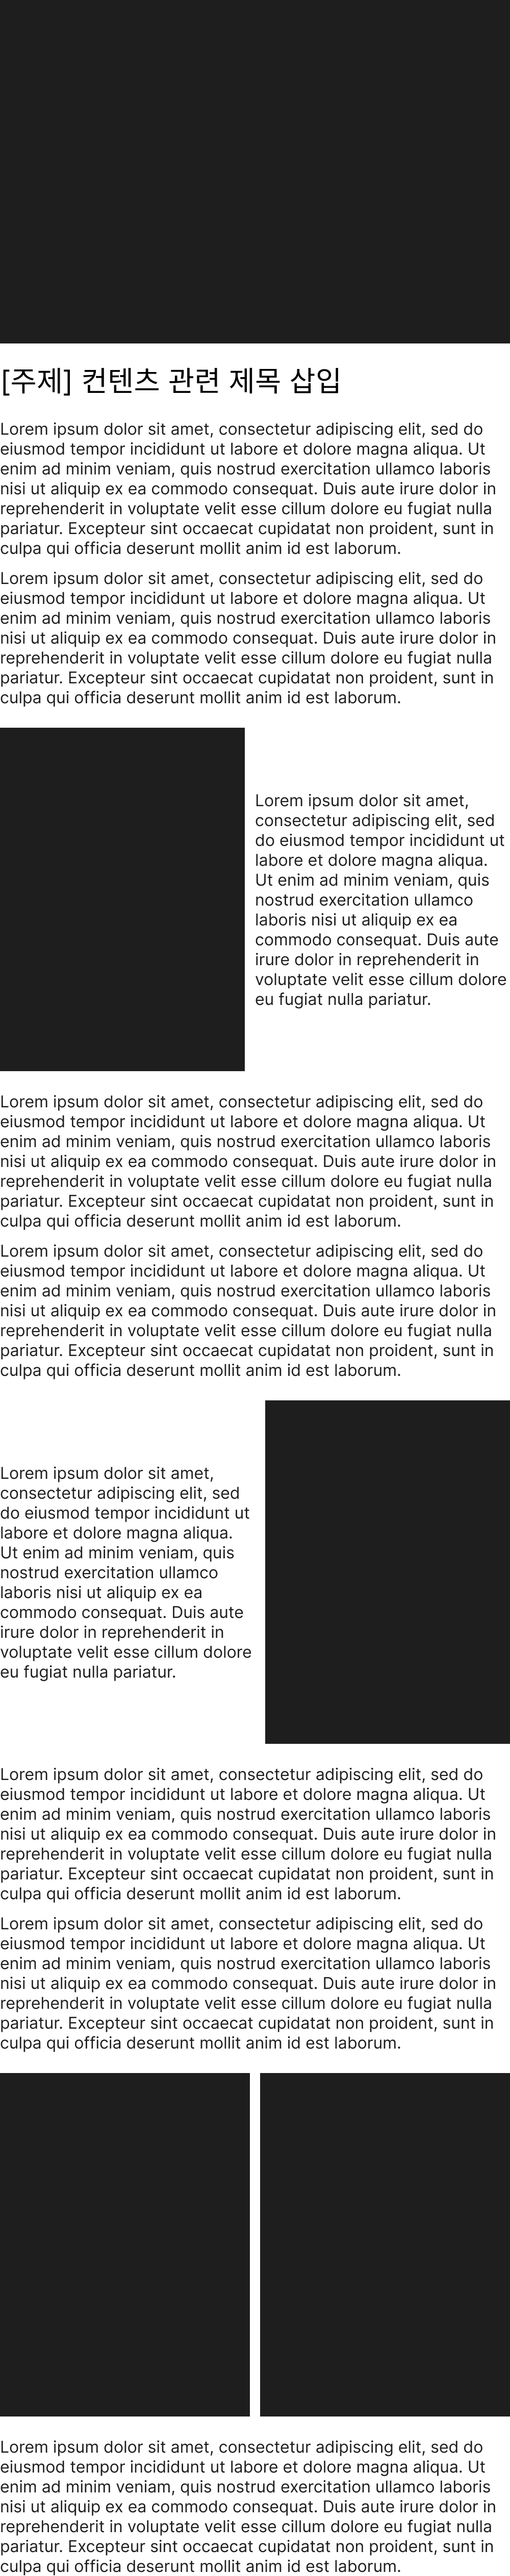 [주제] 컨텐츠 관련 제목 삽입
Lorem ipsum dolor sit amet, consectetur adipiscing elit, sed do
eiusmod tempor incididunt ut labore et dolore magna aliqua. Ut
enim ad minim veniam, quis nostrud exercitation ullamco laboris
nisi ut aliquip ex ea commodo consequat. Duis aute irure dolor in
reprehenderit in voluptate velit esse cillum dolore eu fugiat nulla
pariatur. Excepteur sint occaecat cupidatat non proident, sunt in
culpa qui officia deserunt mollit anim id est laborum.
Lorem ipsum dolor sit amet, consectetur adipiscing elit, sed do
eiusmod tempor incididunt ut labore et dolore magna aliqua. Ut
enim ad minim veniam, quis nostrud exercitation ullamco laboris
nisi ut aliquip ex ea commodo consequat. Duis aute irure dolor in
reprehenderit in voluptate velit esse cillum dolore eu fugiat nulla
pariatur. Excepteur sint occaecat cupidatat non proident, sunt in
culpa qui officia deserunt mollit anim id est laborum.
Lorem ipsum dolor sit amet,
consectetur adipiscing elit, sed
do eiusmod tempor incididunt ut
labore et dolore magna aliqua.
Ut enim ad minim veniam, quis
nostrud exercitation ullamco
laboris nisi ut aliquip ex ea
commodo consequat. Duis aute
irure dolor in reprehenderit in
voluptate velit esse cillum dolore
eu fugiat nulla pariatur.
Lorem ipsum dolor sit amet, consectetur adipiscing elit, sed do
eiusmod tempor incididunt ut labore et dolore magna aliqua. Ut
enim ad minim veniam, quis nostrud exercitation ullamco laboris
nisi ut aliquip ex ea commodo consequat. Duis aute irure dolor in
reprehenderit in voluptate velit esse cillum dolore eu fugiat nulla
pariatur. Excepteur sint occaecat cupidatat non proident, sunt in
culpa qui officia deserunt mollit anim id est laborum.
Lorem ipsum dolor sit amet, consectetur adipiscing elit, sed do
eiusmod tempor incididunt ut labore et dolore magna aliqua. Ut
enim ad minim veniam, quis nostrud exercitation ullamco laboris
nisi ut aliquip ex ea commodo consequat. Duis aute irure dolor in
reprehenderit in voluptate velit esse cillum dolore eu fugiat nulla
pariatur. Excepteur sint occaecat cupidatat non proident, sunt in
culpa qui officia deserunt mollit anim id est laborum.
Lorem ipsum dolor sit amet,
consectetur adipiscing elit, sed
do eiusmod tempor incididunt ut
labore et dolore magna aliqua.
Ut enim ad minim veniam, quis
nostrud exercitation ullamco
laboris nisi ut aliquip ex ea
commodo consequat. Duis aute
irure dolor in reprehenderit in
voluptate velit esse cillum dolore
eu fugiat nulla pariatur.
Lorem ipsum dolor sit amet, consectetur adipiscing elit, sed do
eiusmod tempor incididunt ut labore et dolore magna aliqua. Ut
enim ad minim veniam, quis nostrud exercitation ullamco laboris
nisi ut aliquip ex ea commodo consequat. Duis aute irure dolor in
reprehenderit in voluptate velit esse cillum dolore eu fugiat nulla
pariatur. Excepteur sint occaecat cupidatat non proident, sunt in
culpa qui officia deserunt mollit anim id est laborum.
Lorem ipsum dolor sit amet, consectetur adipiscing elit, sed do
eiusmod tempor incididunt ut labore et dolore magna aliqua. Ut
enim ad minim veniam, quis nostrud exercitation ullamco laboris
nisi ut aliquip ex ea commodo consequat. Duis aute irure dolor in
reprehenderit in voluptate velit esse cillum dolore eu fugiat nulla
pariatur. Excepteur sint occaecat cupidatat non proident, sunt in
culpa qui officia deserunt mollit anim id est laborum.
Lorem ipsum dolor sit amet, consectetur adipiscing elit, sed do
eiusmod tempor incididunt ut labore et dolore magna aliqua. Ut
enim ad minim veniam, quis nostrud exercitation ullamco laboris
nisi ut aliquip ex ea commodo consequat. Duis aute irure dolor in
reprehenderit in voluptate velit esse cillum dolore eu fugiat nulla
pariatur. Excepteur sint occaecat cupidatat non proident, sunt in
culpa qui officia deserunt mollit anim id est laborum.